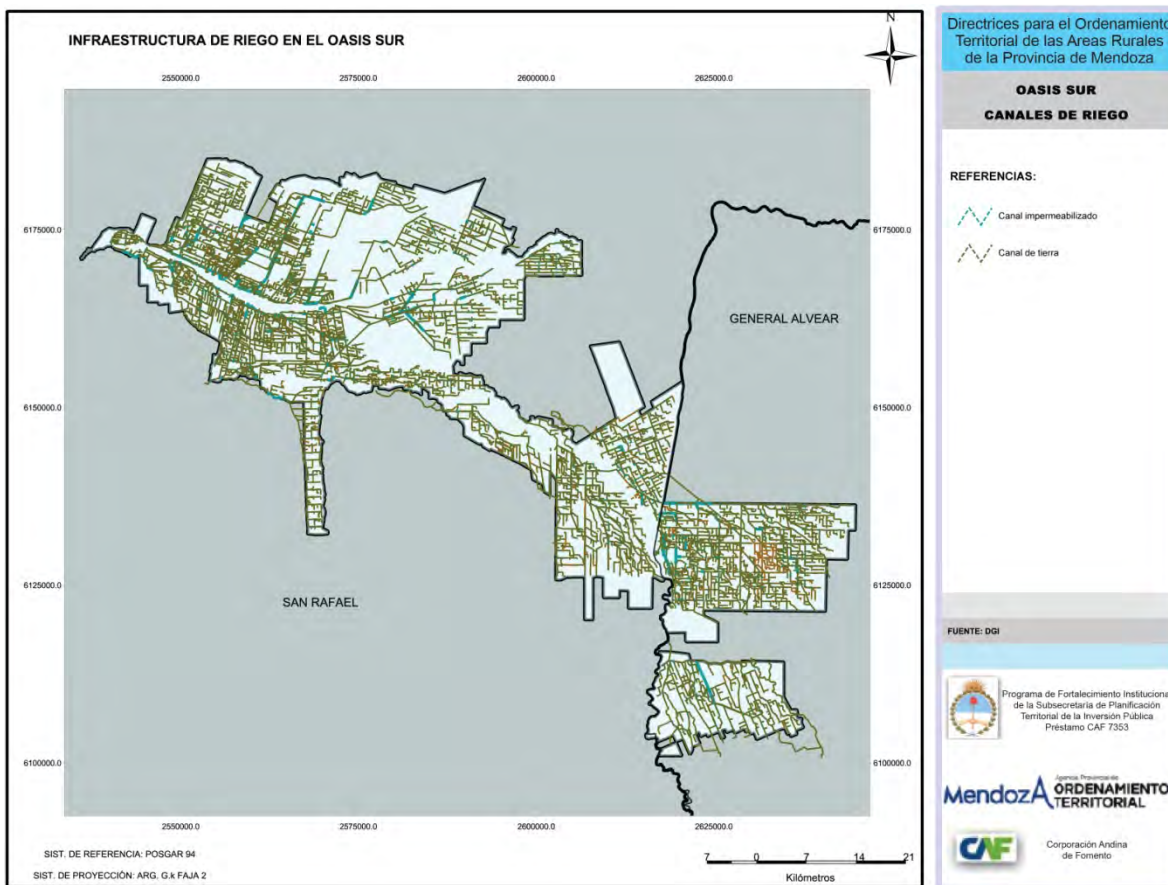 INFRAESTRUCTURA DE RIEGO EN EL OASIS SUR
N
2550000.0 2575000.0 2600000.0 2625000.0
6175000.0 6175000.0
GENERAL ALVEAR
6150000.0 6150000.0
6125000.0 6125000.0
SAN RAFAEL
6100000.0 6100000.0
2550000.0 2575000.0 2600000.0 2625000.0
SIST. DE REFERENCIA: POSGAR 94
SIST. DE PROYECCIÓN: ARG. G.k FAJA 2
7 0 7 14 21
Kilómetros
Directrices para el Ordenamiento
Territorial de las Areas Rurales
de la Provincia de Mendoza
OASIS SUR
CANALES DE RIEGO
REFERENCIAS:
Canal impermeabilizado
Canal de tierra
FUENTE: DGI
Programa de Fortalecimiento Instituciona
de la Subsecretaría de Planificación
Territorial de la Inversión Pública
Préstamo CAF 7353
MendozA
Agencia Provincial de
ORDENAMIENTO
TERRITORIAL
CAF
Corporación Andina
de Fomento